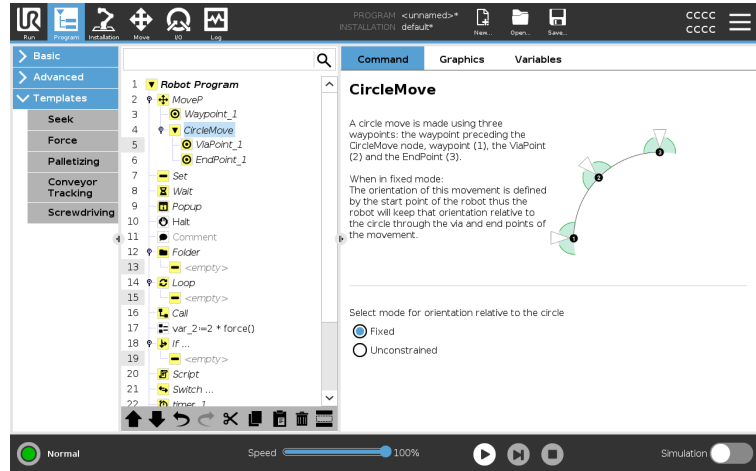 UR
PROGRAM <unnamed>*
INSTALLATION default*
cccc
cccc
Run
Program
Installation
Move
I/O
Log
New...
Open...
Save...
Basic
Advanced
Templates
Seek
Force
Palletizing
Conveyor
Tracking
Screwdriving
1 Robot Program
2 MoveP
3 Waypoint_1
4 CircleMove
5 ViaPoint_1
6 EndPoint_1
7 Set
8 Wait
9 Popup
10 Halt
11 Comment
12 Folder
13 <empty>
14 Loop
15 <empty>
16 Call
17 var_2≔2 * force()
18 If ...
19 <empty>
20 Script
21 Switch ...
22 timer_1
Command
Graphics
Variables
CircleMove
A circle move is made using three
waypoints: the waypoint preceding the
CircleMove node, waypoint (1), the ViaPoint
(2) and the EndPoint (3).
When in fixed mode:
The orientation of this movement is defined
by the start point of the robot thus the
robot will keep that orientation relative to
the circle through the via and end points of
the movement.
3
2
1
Select mode for orientation relative to the circle
Fixed
Unconstrained
Normal
Speed
100%
Simulation